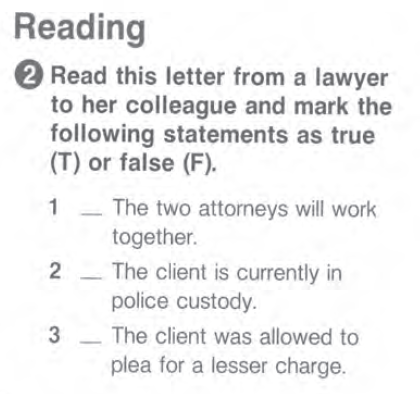 Reading
2 Read this letter from a lawyer
to her colleague and mark the
following statements as true
(T) or false (F).
1 __ The two attorneys will work
together.
2 __ The client is currently in
police custody.
3 __ The client was allowed to
plea for a lesser charge.